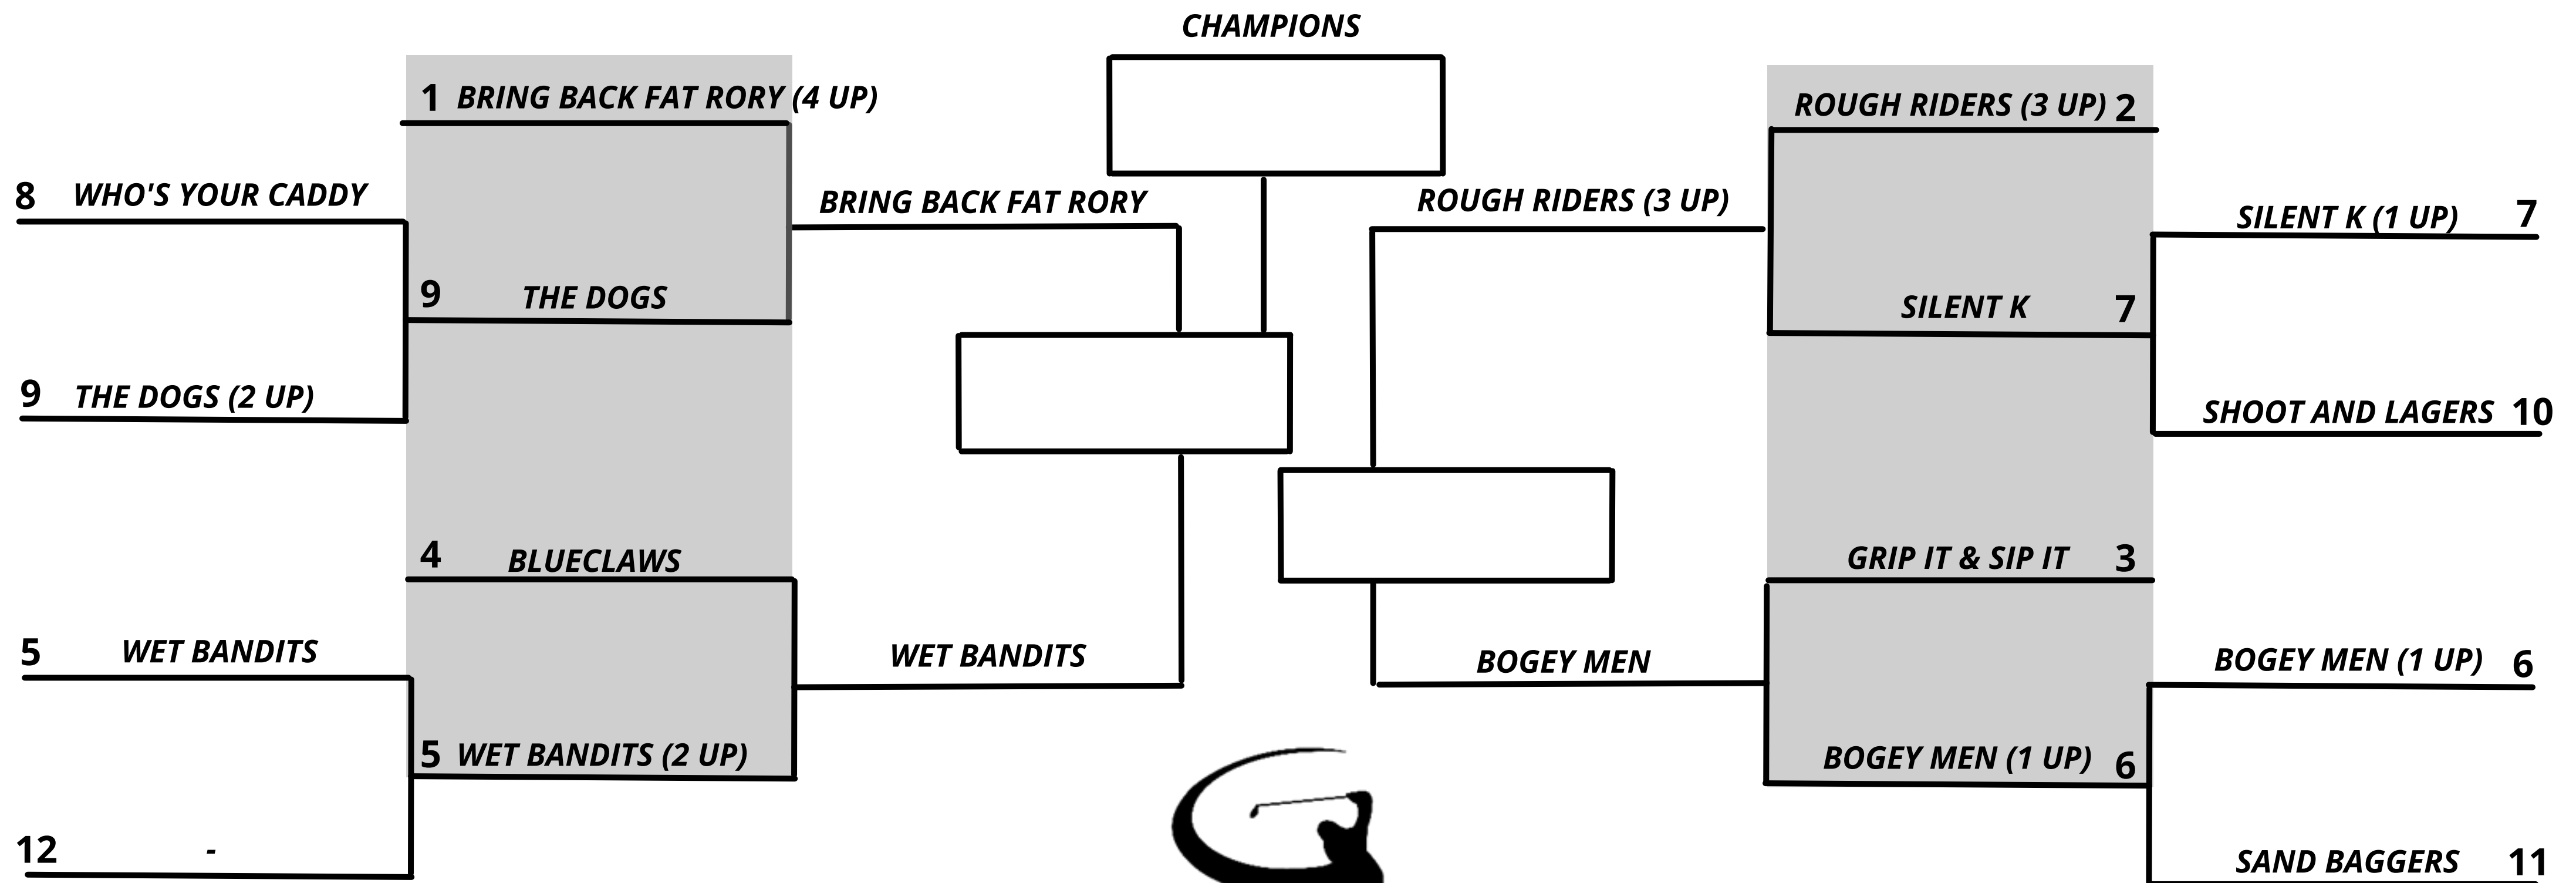 CHAMPIONS
1 BRING BACK FAT RORY (4 UP)
8 WHO'S YOUR CADDY
9 THE DOGS
9 THE DOGS (2 UP)
4 BLUECLAWS
5 WET BANDITS
5 WET BANDITS (2 UP)
12 -
BRING BACK FAT RORY
WET BANDITS
ROUGH RIDERS (3 UP)
BOGEY MEN
ROUGH RIDERS (3 UP) 2
SILENT K (1 UP) 7
SILENT K 7
SHOOT AND LAGERS 10
GRIP IT & SIP IT 3
BOGEY MEN (1 UP) 6
BOGEY MEN (1 UP) 6
SAND BAGGERS 11